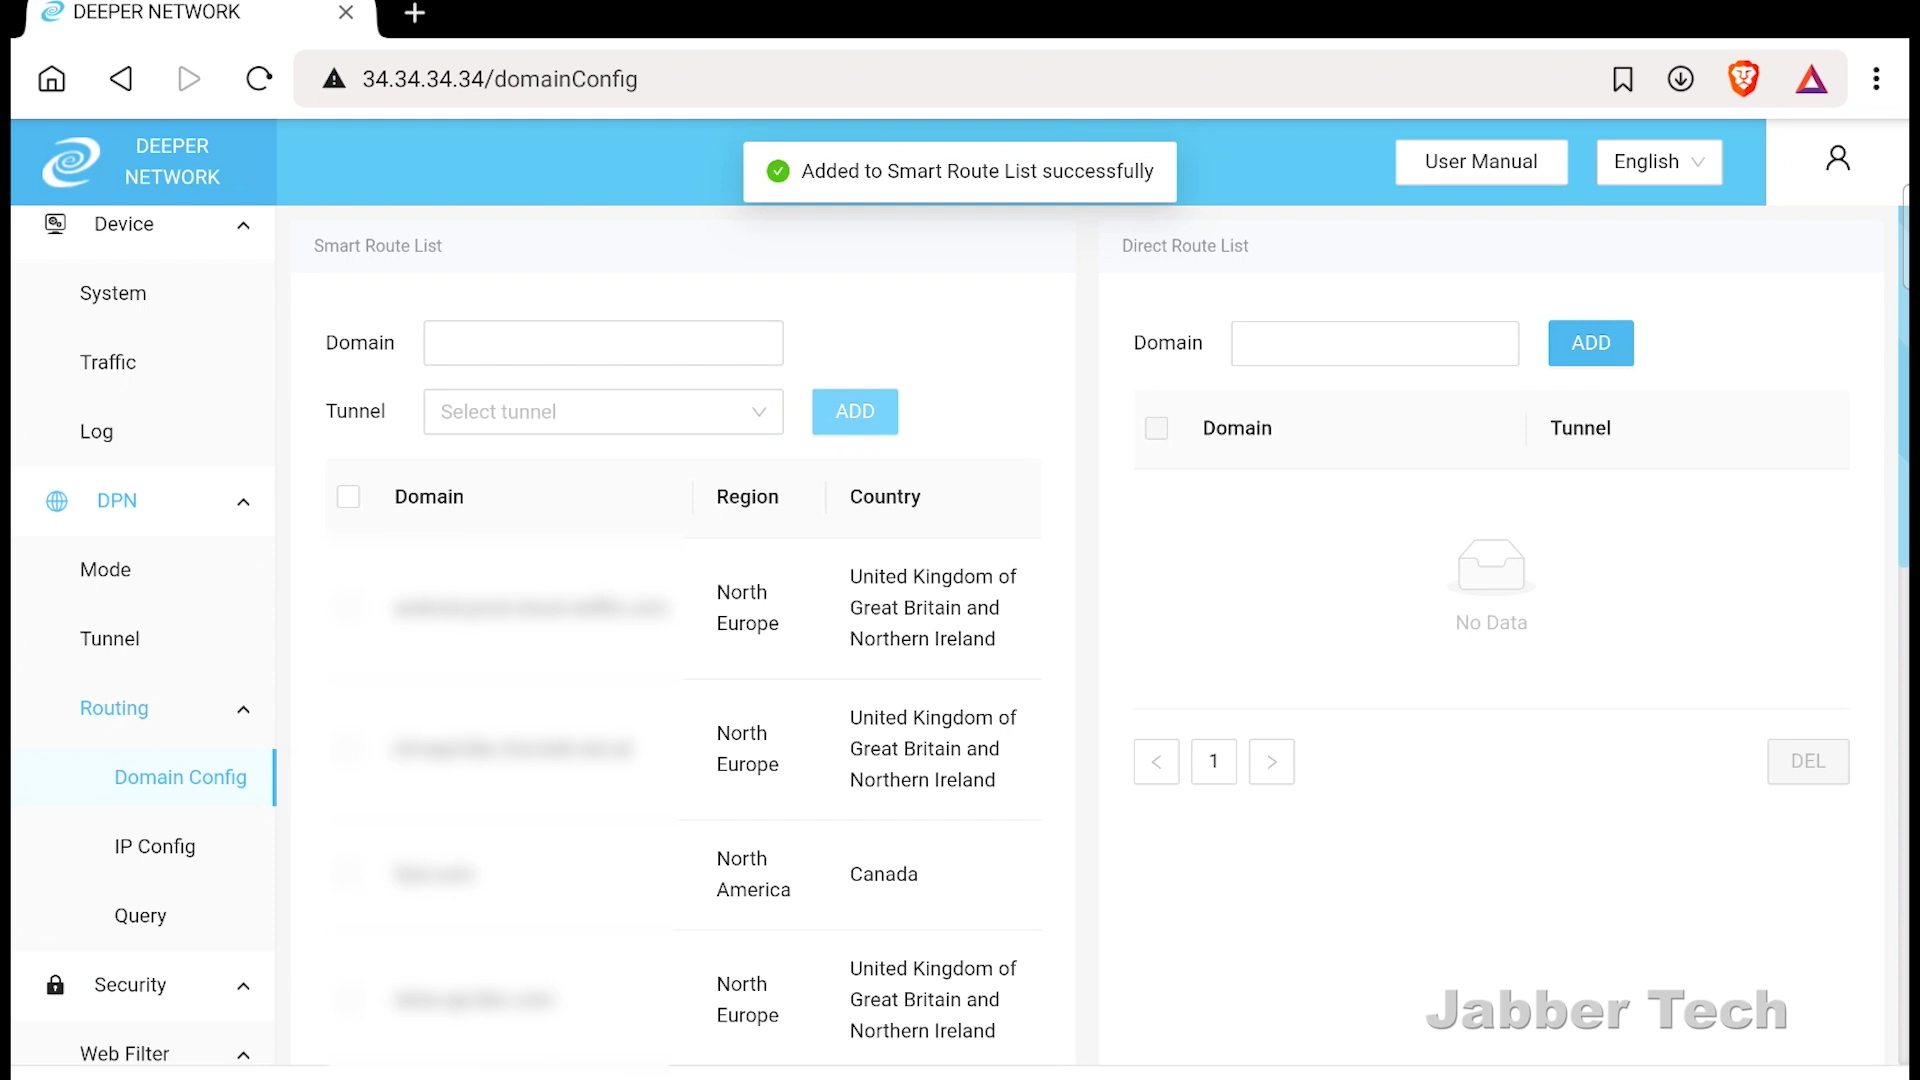 DEEPER NETWORK
34.34.34.34/domainConfig
DEEPER
NETWORK
Added to Smart Route List successfully
User Manual
English
Device
System
Traffic
Log
DPN
Mode
Tunnel
Routing
Domain Config
IP Config
Query
Security
Web Filter
Smart Route List
Domain
Tunnel
Select tunnel
ADD
Domain
Region
Country
North
Europe
United Kingdom of
Great Britain and
Northern Ireland
North
Europe
United Kingdom of
Great Britain and
Northern Ireland
North
America
Canada
North
Europe
United Kingdom of
Great Britain and
Northern Ireland
Direct Route List
Domain
ADD
Domain
Tunnel
No Data
<
1
>
DEL
Jabber Tech